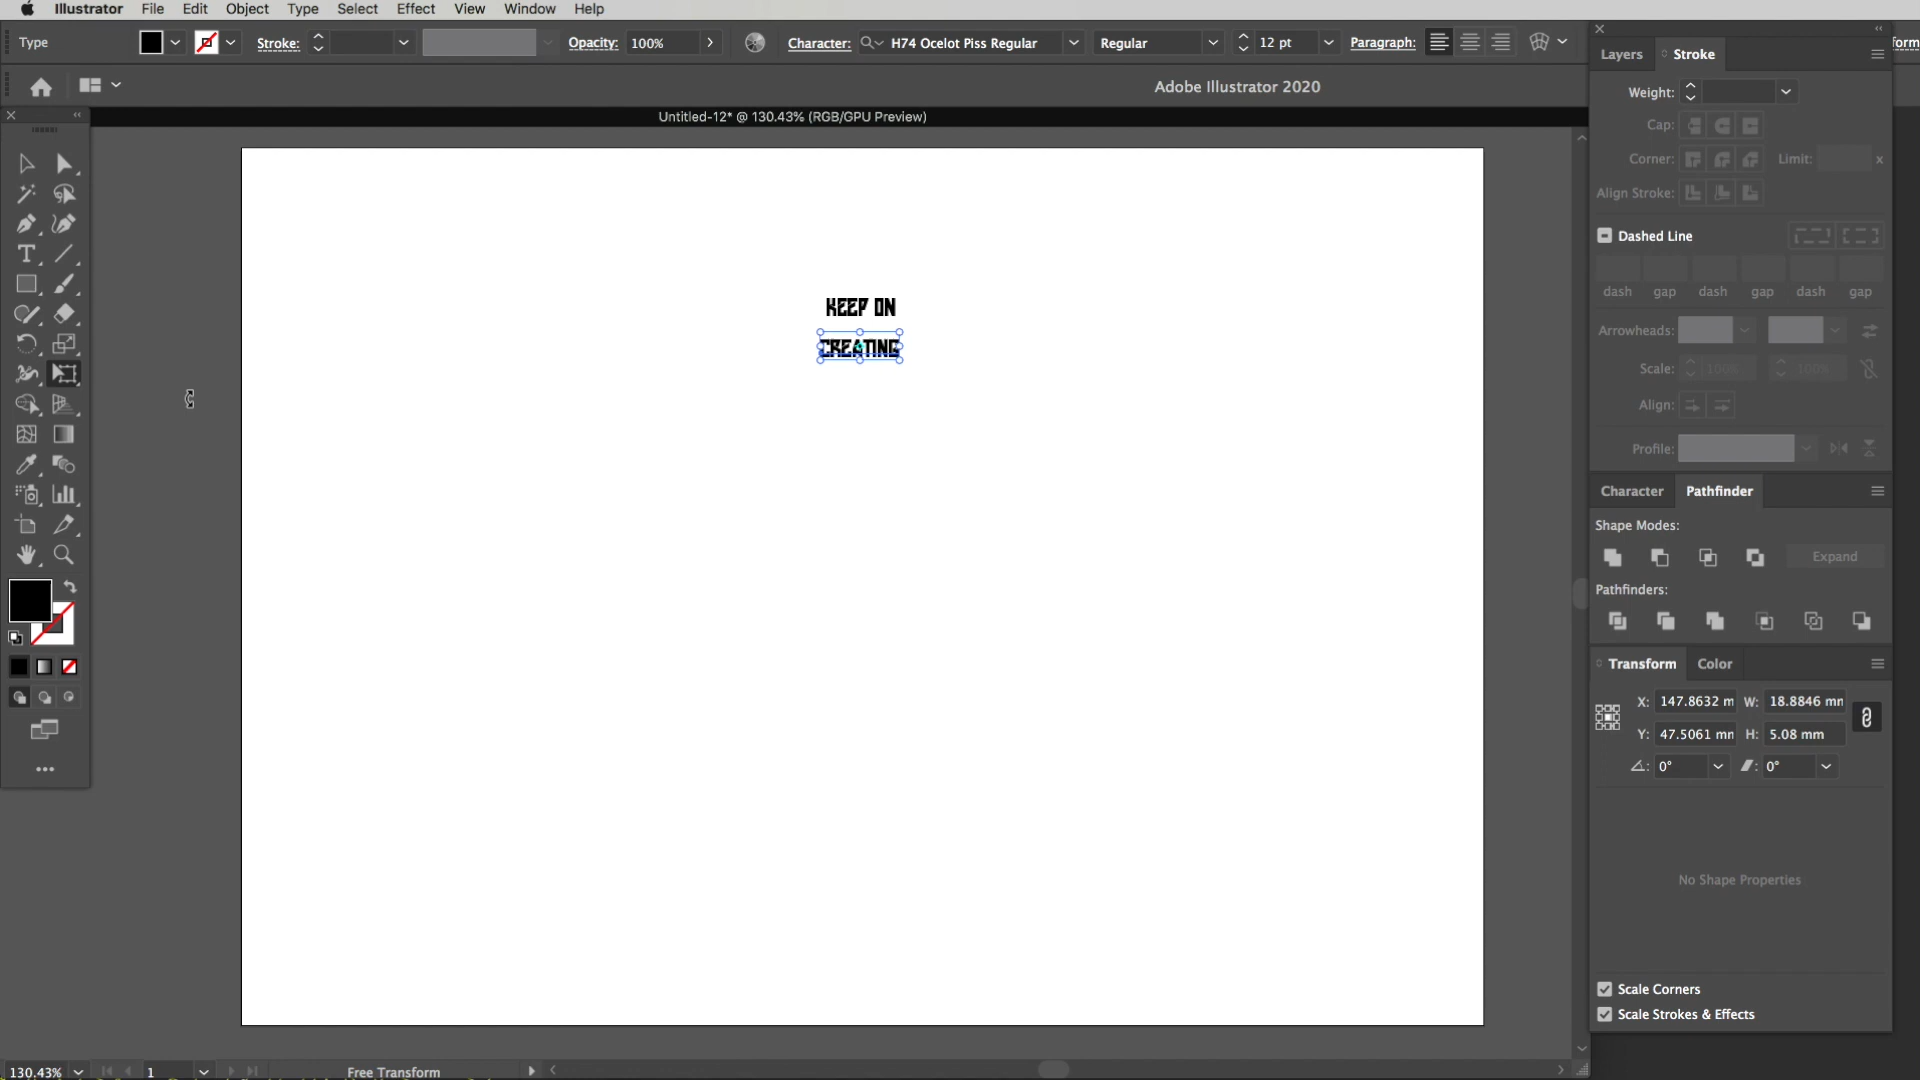 Illustrator File Edit Object Type Select Effect View Window Help
Type Stroke: Opacity: 100% Character: H74 Ocelot Piss Regular Regular 12 pt Paragraph: form
Layers Stroke
Adobe Illustrator 2020
Weight:
Untitled-12* @ 130.43% (RGB/GPU Preview)
Cap:
Corner: Limit: x
Align Stroke:
Dashed Line
dash gap dash gap dash gap
KEEP ON
CREATING
Arrowheads:
Scale: 100% 100%
Align:
Profile:
Character Pathfinder
Shape Modes:
Expand
Pathfinders:
Transform Color
X: 147.8632 m W: 18.8846 mm
Y: 47.5061 mm H: 5.08 mm
0° 0°
No Shape Properties
Scale Corners
Scale Strokes & Effects
130.43% 1 Free Transform